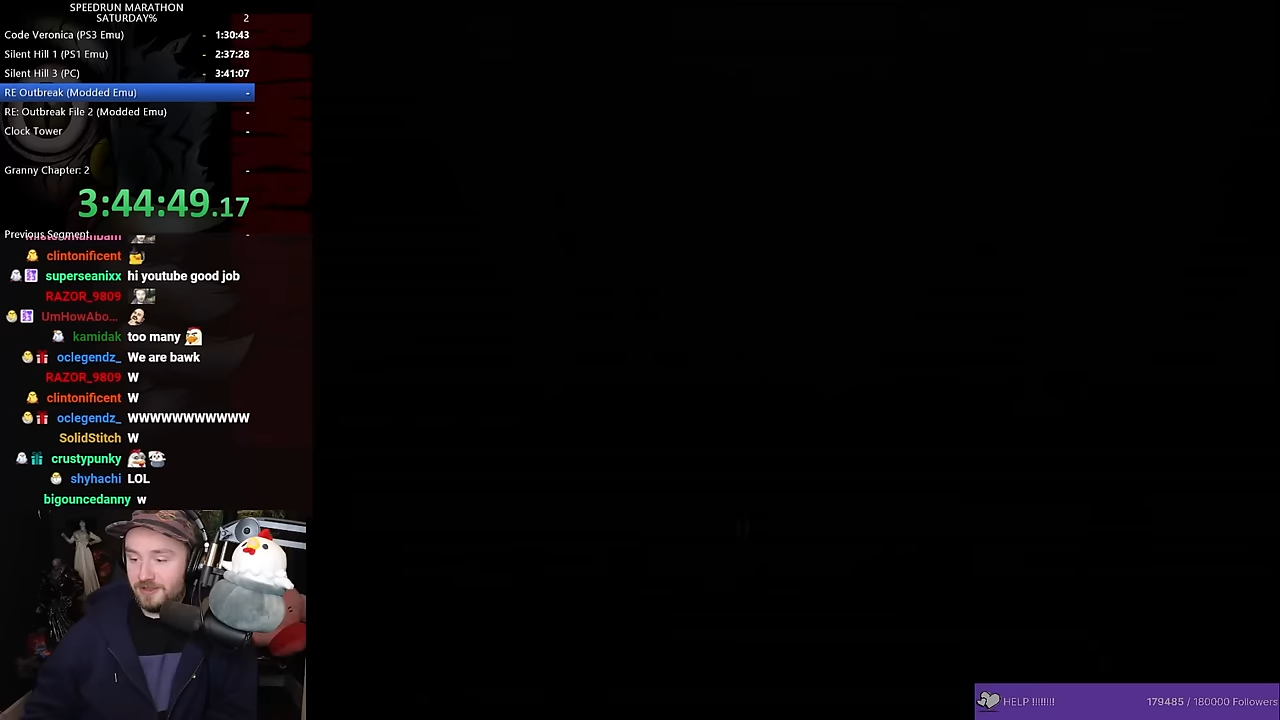 SPEEDRUN MARATHON
SATURDAY% 2
Code Veronica (PS3 Emu) - 1:30:43
Silent Hill 1 (PS1 Emu) - 2:37:28
Silent Hill 3 (PC) - 3:41:07
RE Outbreak (Modded Emu) -
RE: Outbreak File 2 (Modded Emu) -
Clock Tower -
Granny Chapter: 2 -
3:44:49.17
Previous Segment -
clintonificent
superseanixx hi youtube good job
RAZOR_9809
UmHowAbo...
kamidak too many
oclegendz_ We are bawk
RAZOR_9809 W
clintonificent W
oclegendz_ WWWWWWWWWWW
SolidStitch W
crustypunky
shyhachi LOL
bigouncedanny w
HELP !!!!!!!! 179485 / 180000 Followers